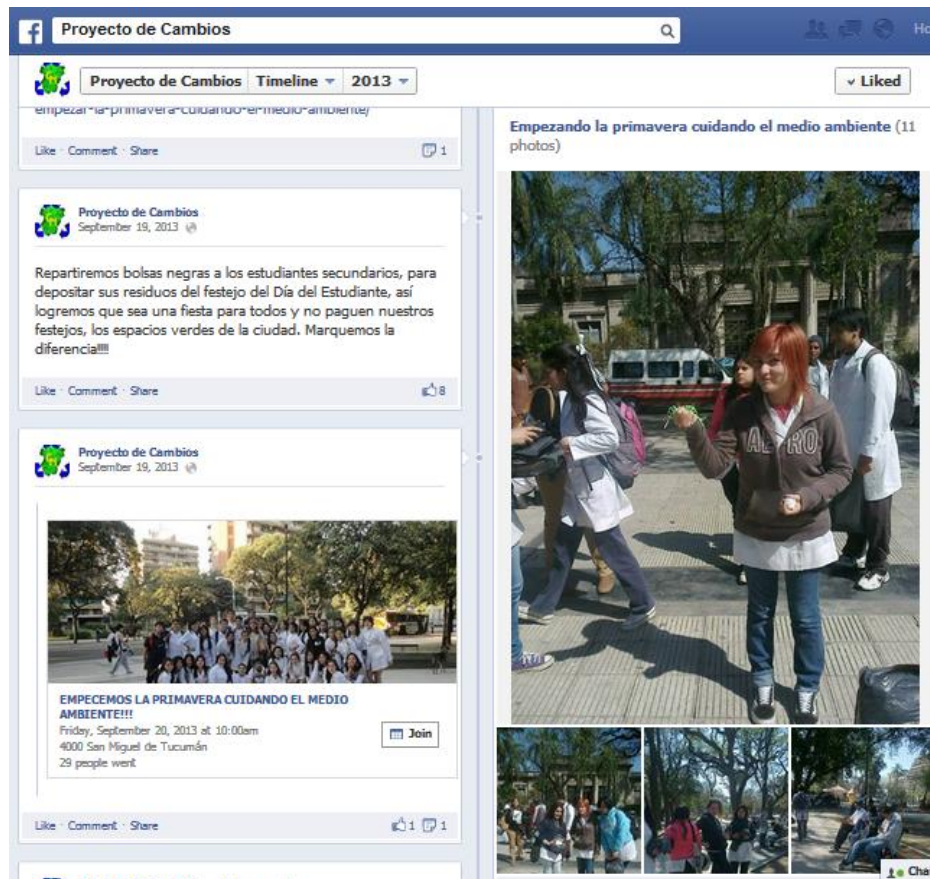 Proyecto de Cambios
Ho
Proyecto de Cambios
Timeline
2013
Liked
empezar-la-primavera-cuidando-el-medio-ambiente/
Like · Comment · Share
1
Proyecto de Cambios
September 19, 2013
Repartiremos bolsas negras a los estudiantes secundarios, para
depositar sus residuos del festejo del Día del Estudiante, así
logremos que sea una fiesta para todos y no paguen nuestros
festejos, los espacios verdes de la ciudad. Marquemos la
diferencia!!!!
Like · Comment · Share
8
Proyecto de Cambios
September 19, 2013
EMPECEMOS LA PRIMAVERA CUIDANDO EL MEDIO
AMBIENTE!!!
Friday, September 20, 2013 at 10:00am
4000 San Miguel de Tucumán
29 people went
Join
Like · Comment · Share
1 1
Empezando la primavera cuidando el medio ambiente (11
photos)
Cha